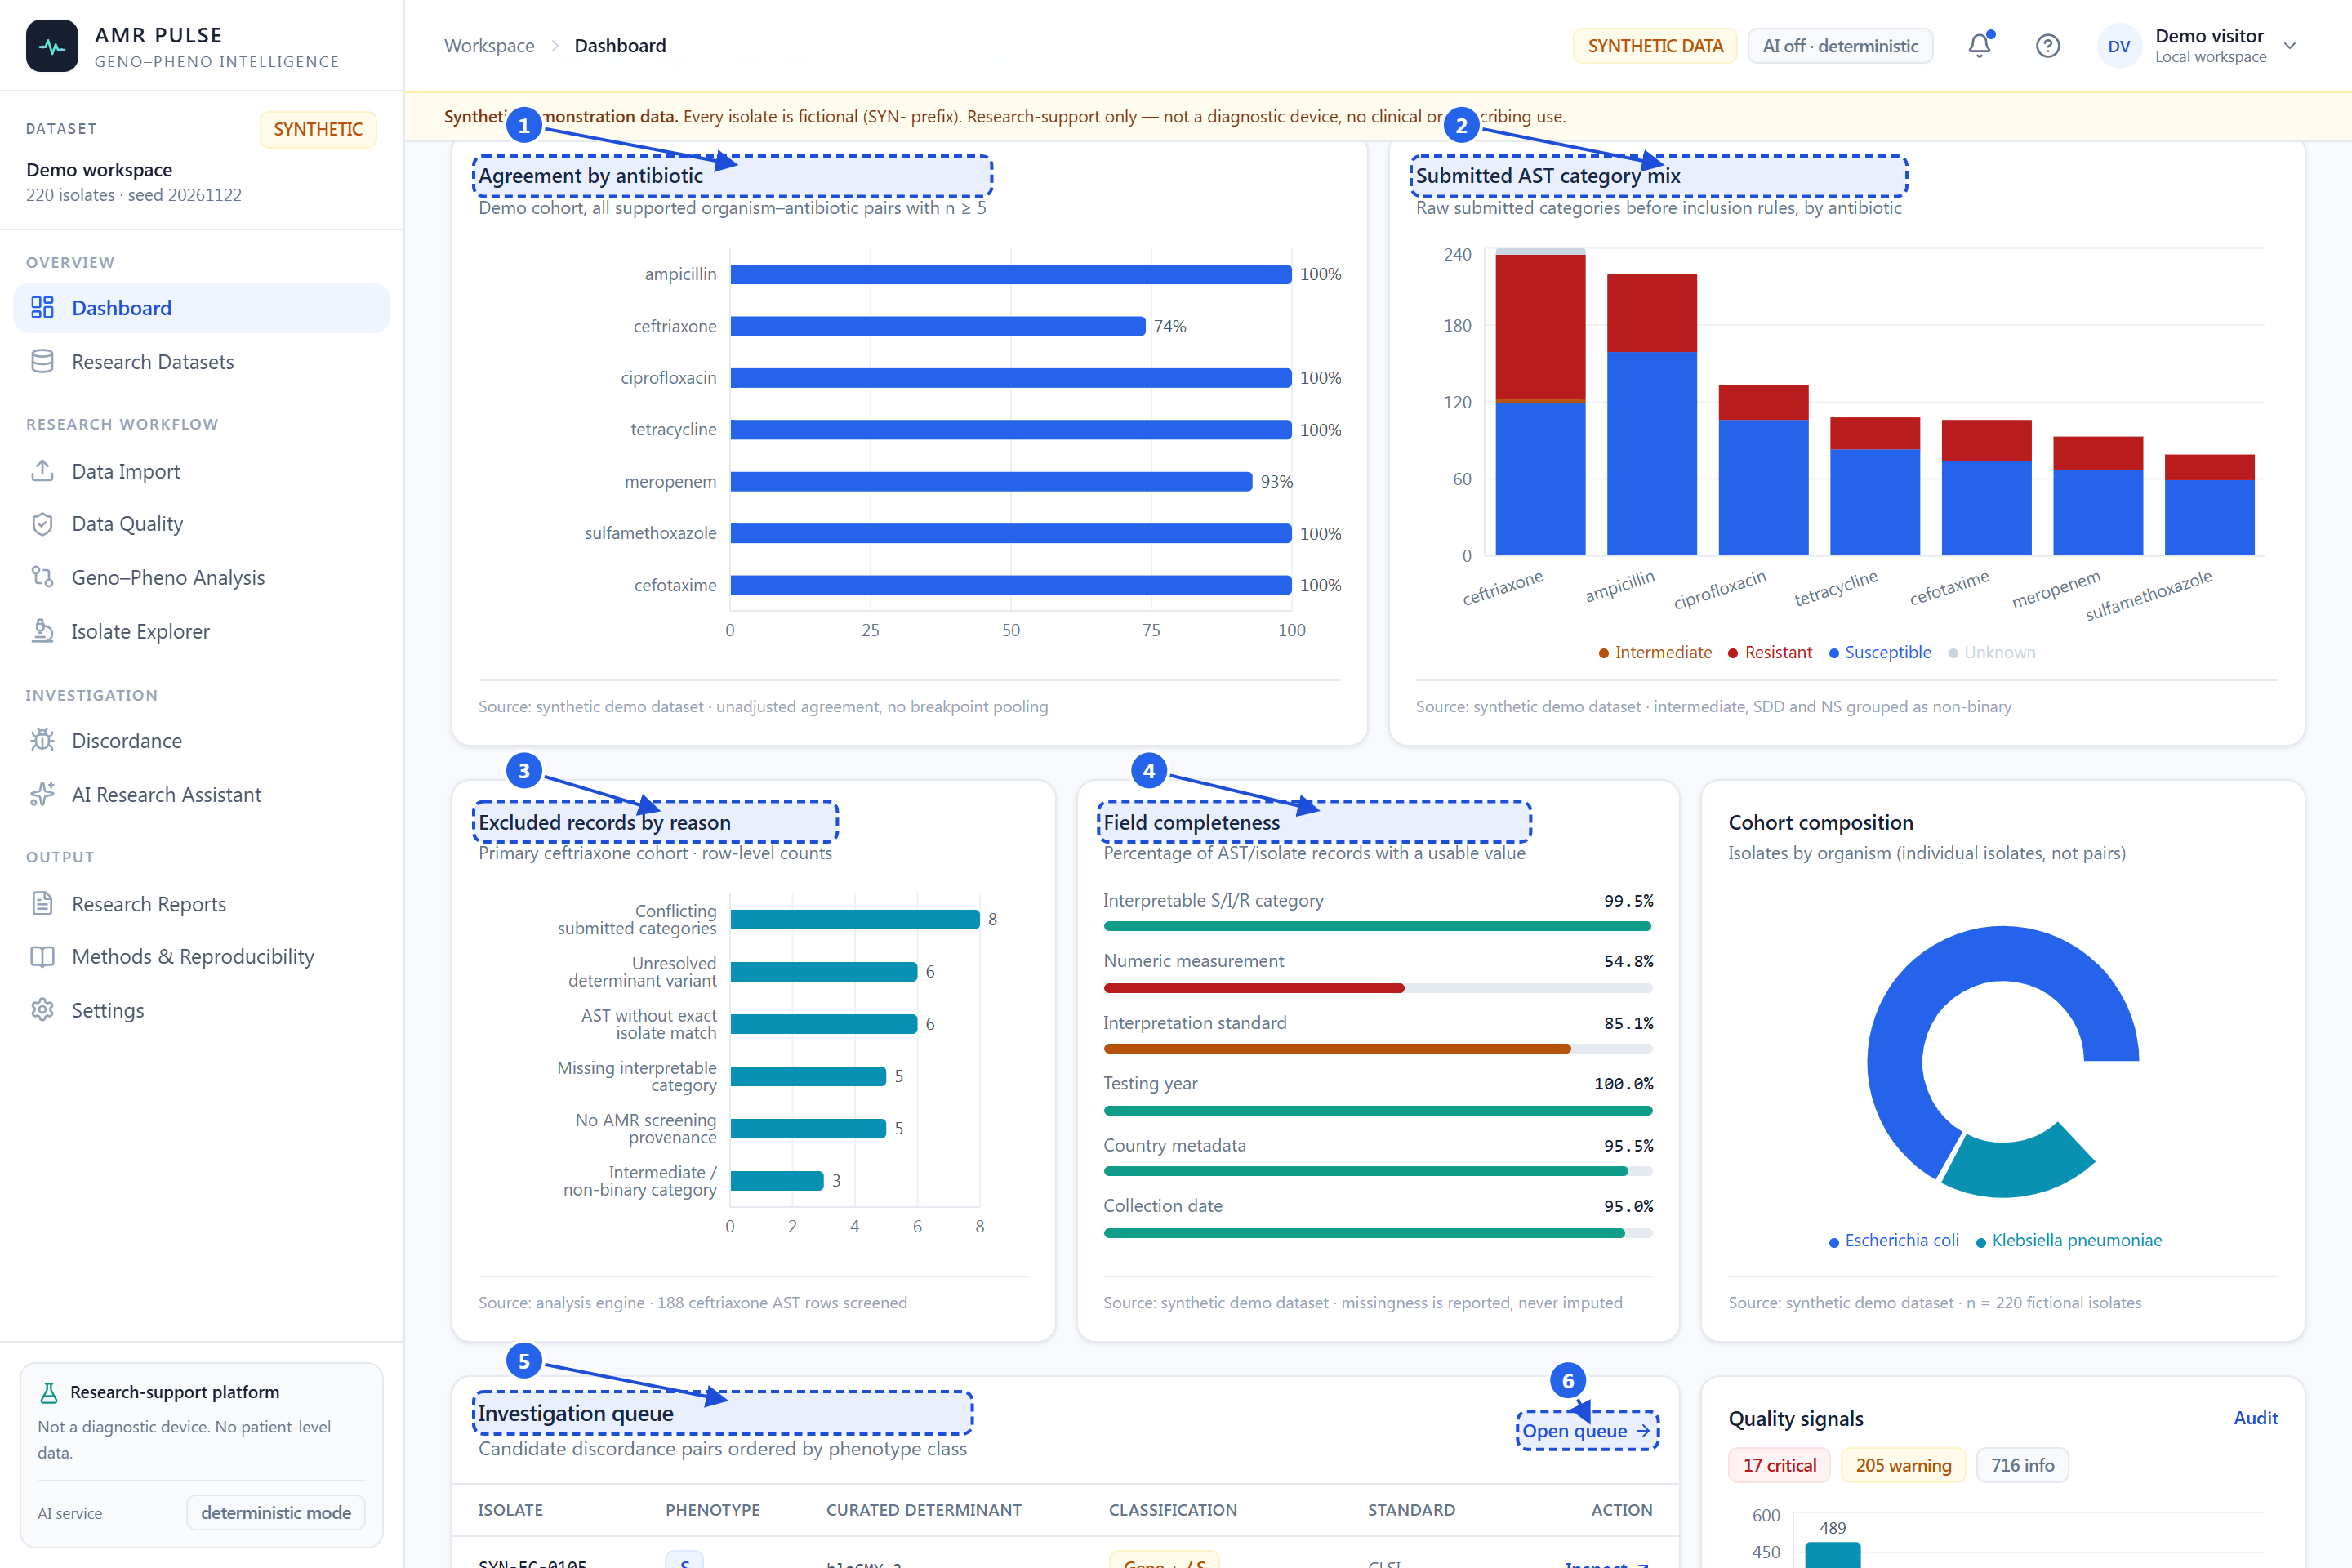 AMR PULSE
GENO–PHENO INTELLIGENCE
DATASET
SYNTHETIC
Demo workspace
220 isolates · seed 20261122
OVERVIEW
Dashboard
Research Datasets
RESEARCH WORKFLOW
Data Import
Data Quality
Geno–Pheno Analysis
Isolate Explorer
INVESTIGATION
Discordance
AI Research Assistant
OUTPUT
Research Reports
Methods & Reproducibility
Settings
Research-support platform
Not a diagnostic device. No patient-level
data.
AI service
deterministic mode
Workspace > Dashboard
SYNTHETIC DATA
AI off · deterministic
DV
Demo visitor
Local workspace
data. Every isolate is fictional (SYN- prefix). Research-support only — not a diagnostic device, no clinical or use.
1
Agreement by antibiotic
Demo cohort, all supported organism–antibiotic pairs with n ≥ 5
ampicillin 100%
ceftriaxone 74%
ciprofloxacin 100%
tetracycline 100%
meropenem 93%
sulfamethoxazole 100%
cefotaxime 100%
0 25 50 75 100
Source: synthetic demo dataset · unadjusted agreement, no breakpoint pooling
2
Submitted AST category mix
Raw submitted categories before inclusion rules, by antibiotic
240
180
120
60
0
ceftriaxone ampicillin ciprofloxacin tetracycline cefotaxime meropenem sulfamethoxazole
Intermediate Resistant Susceptible Unknown
Source: synthetic demo dataset · intermediate, SDD and NS grouped as non-binary
3
Excluded records by reason
Primary ceftriaxone cohort · row-level counts
Conflicting
submitted categories
8
Unresolved
determinant variant
6
AST without exact
isolate match
6
Missing interpretable
category
5
No AMR screening
provenance
5
Intermediate /
non-binary category
3
0 2 4 6 8
Source: analysis engine · 188 ceftriaxone AST rows screened
4
Field completeness
Percentage of AST/isolate records with a usable value
Interpretable S/I/R category 99.5%
Numeric measurement 54.8%
Interpretation standard 85.1%
Testing year 100.0%
Country metadata 95.5%
Collection date 95.0%
Source: synthetic demo dataset · missingness is reported, never imputed
Cohort composition
Isolates by organism (individual isolates, not pairs)
Escherichia coli Klebsiella pneumoniae
Source: synthetic demo dataset · n = 220 fictional isolates
5
Investigation queue
Candidate discordance pairs ordered by phenotype class
6
Open queue →
ISOLATE PHENOTYPE CURATED DETERMINANT CLASSIFICATION STANDARD ACTION
Quality signals
Audit
17 critical
205 warning
716 info
600
489
450